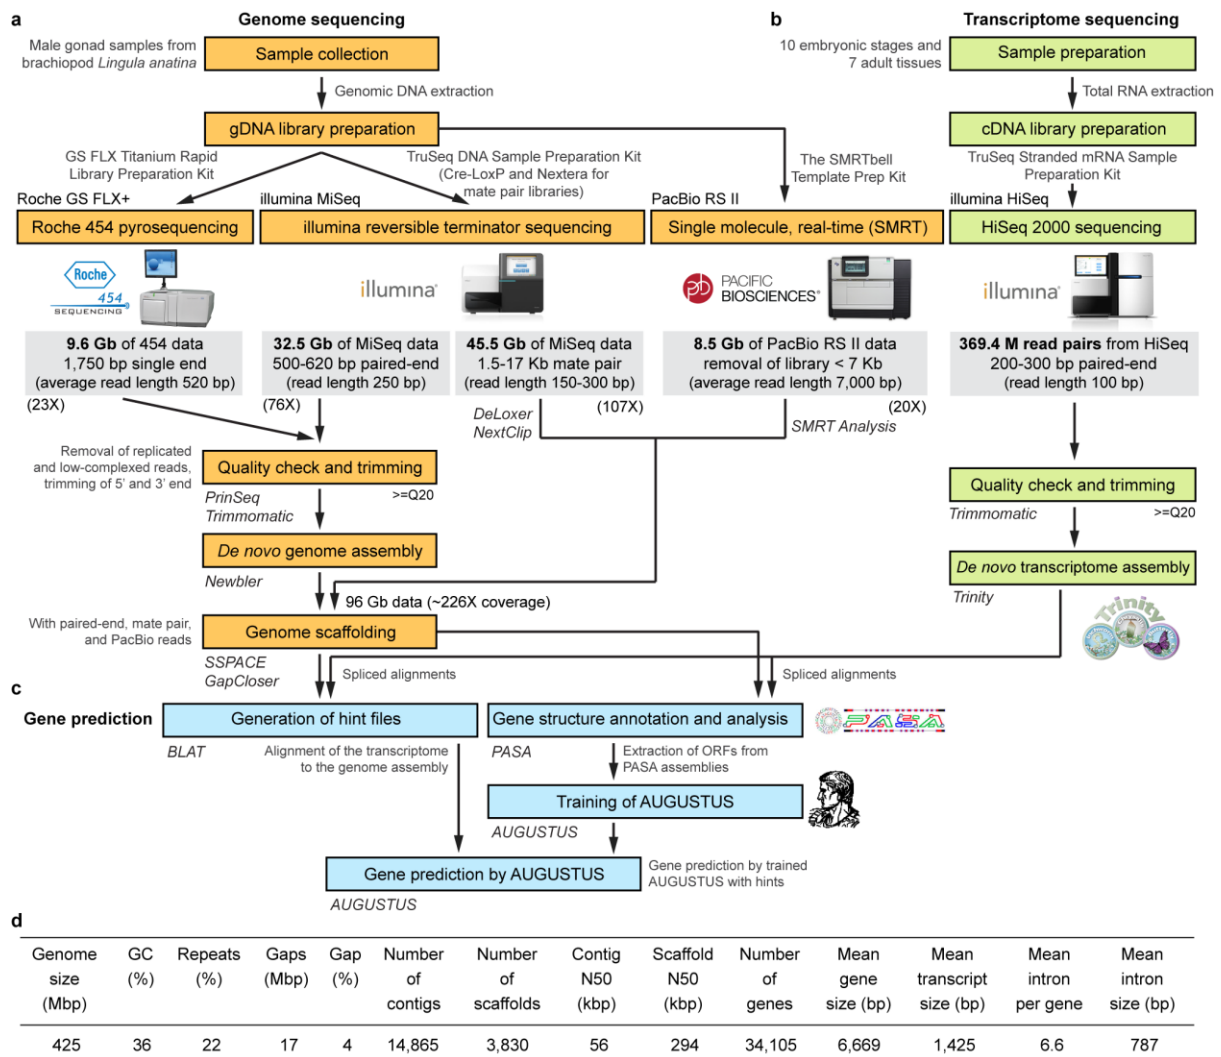 a
Genome sequencing
Male gonad samples from
brachiopod Lingula anatina
Sample collection
Genomic DNA extraction
gDNA library preparation
GS FLX Titanium Rapid
Library Preparation Kit
TruSeq DNA Sample Preparation Kit
(Cre-LoxP and Nextera for
mate pair libraries)
The SMRTbell
Template Prep Kit
Roche GS FLX+
illumina MiSeq
PacBio RS II
Roche 454 pyrosequencing
illumina reversible terminator sequencing
Single molecule, real-time (SMRT)
Roche
454
SEQUENCING
illumina®
pb
PACIFIC
BIOSCIENCES®
9.6 Gb of 454 data
1,750 bp single end
(average read length 520 bp)
(23X)
32.5 Gb of MiSeq data
500-620 bp paired-end
(read length 250 bp)
(76X)
45.5 Gb of MiSeq data
1.5-17 Kb mate pair
(read length 150-300 bp)
(107X)
8.5 Gb of PacBio RS II data
removal of library < 7 Kb
(average read length 7,000 bp)
(20X)
DeLoxer
NextClip
SMRT Analysis
Removal of replicated
and low-complexed reads,
trimming of 5' and 3' end
Quality check and trimming
>=Q20
PrinSeq
Trimmomatic
De novo genome assembly
Newbler
96 Gb data (~226X coverage)
With paired-end, mate pair,
and PacBio reads
Genome scaffolding
SSPACE
GapCloser
Spliced alignments
Spliced alignments
b
Transcriptome sequencing
10 embryonic stages and
7 adult tissues
Sample preparation
Total RNA extraction
cDNA library preparation
TruSeq Stranded mRNA Sample
Preparation Kit
illumina HiSeq
HiSeq 2000 sequencing
illumina®
369.4 M read pairs from HiSeq
200-300 bp paired-end
(read length 100 bp)
Quality check and trimming
Trimmomatic
>=Q20
De novo transcriptome assembly
Trinity
Trinity
c
Gene prediction
Generation of hint files
BLAT
Alignment of the transcriptome
to the genome assembly
Gene structure annotation and analysis
PASA
PASA
Extraction of ORFs from
PASA assemblies
Training of AUGUSTUS
AUGUSTUS
Gene prediction by AUGUSTUS
AUGUSTUS
Gene prediction by trained
AUGUSTUS with hints
d
Genome size (Mbp) GC (%) Repeats (%) Gaps (Mbp) Gap (%) Number of contigs Number of scaffolds Contig N50 (kbp) Scaffold N50 (kbp) Number of genes Mean gene size (bp) Mean transcript size (bp) Mean intron per gene Mean intron size (bp)
425 36 22 17 4 14,865 3,830 56 294 34,105 6,669 1,425 6.6 787